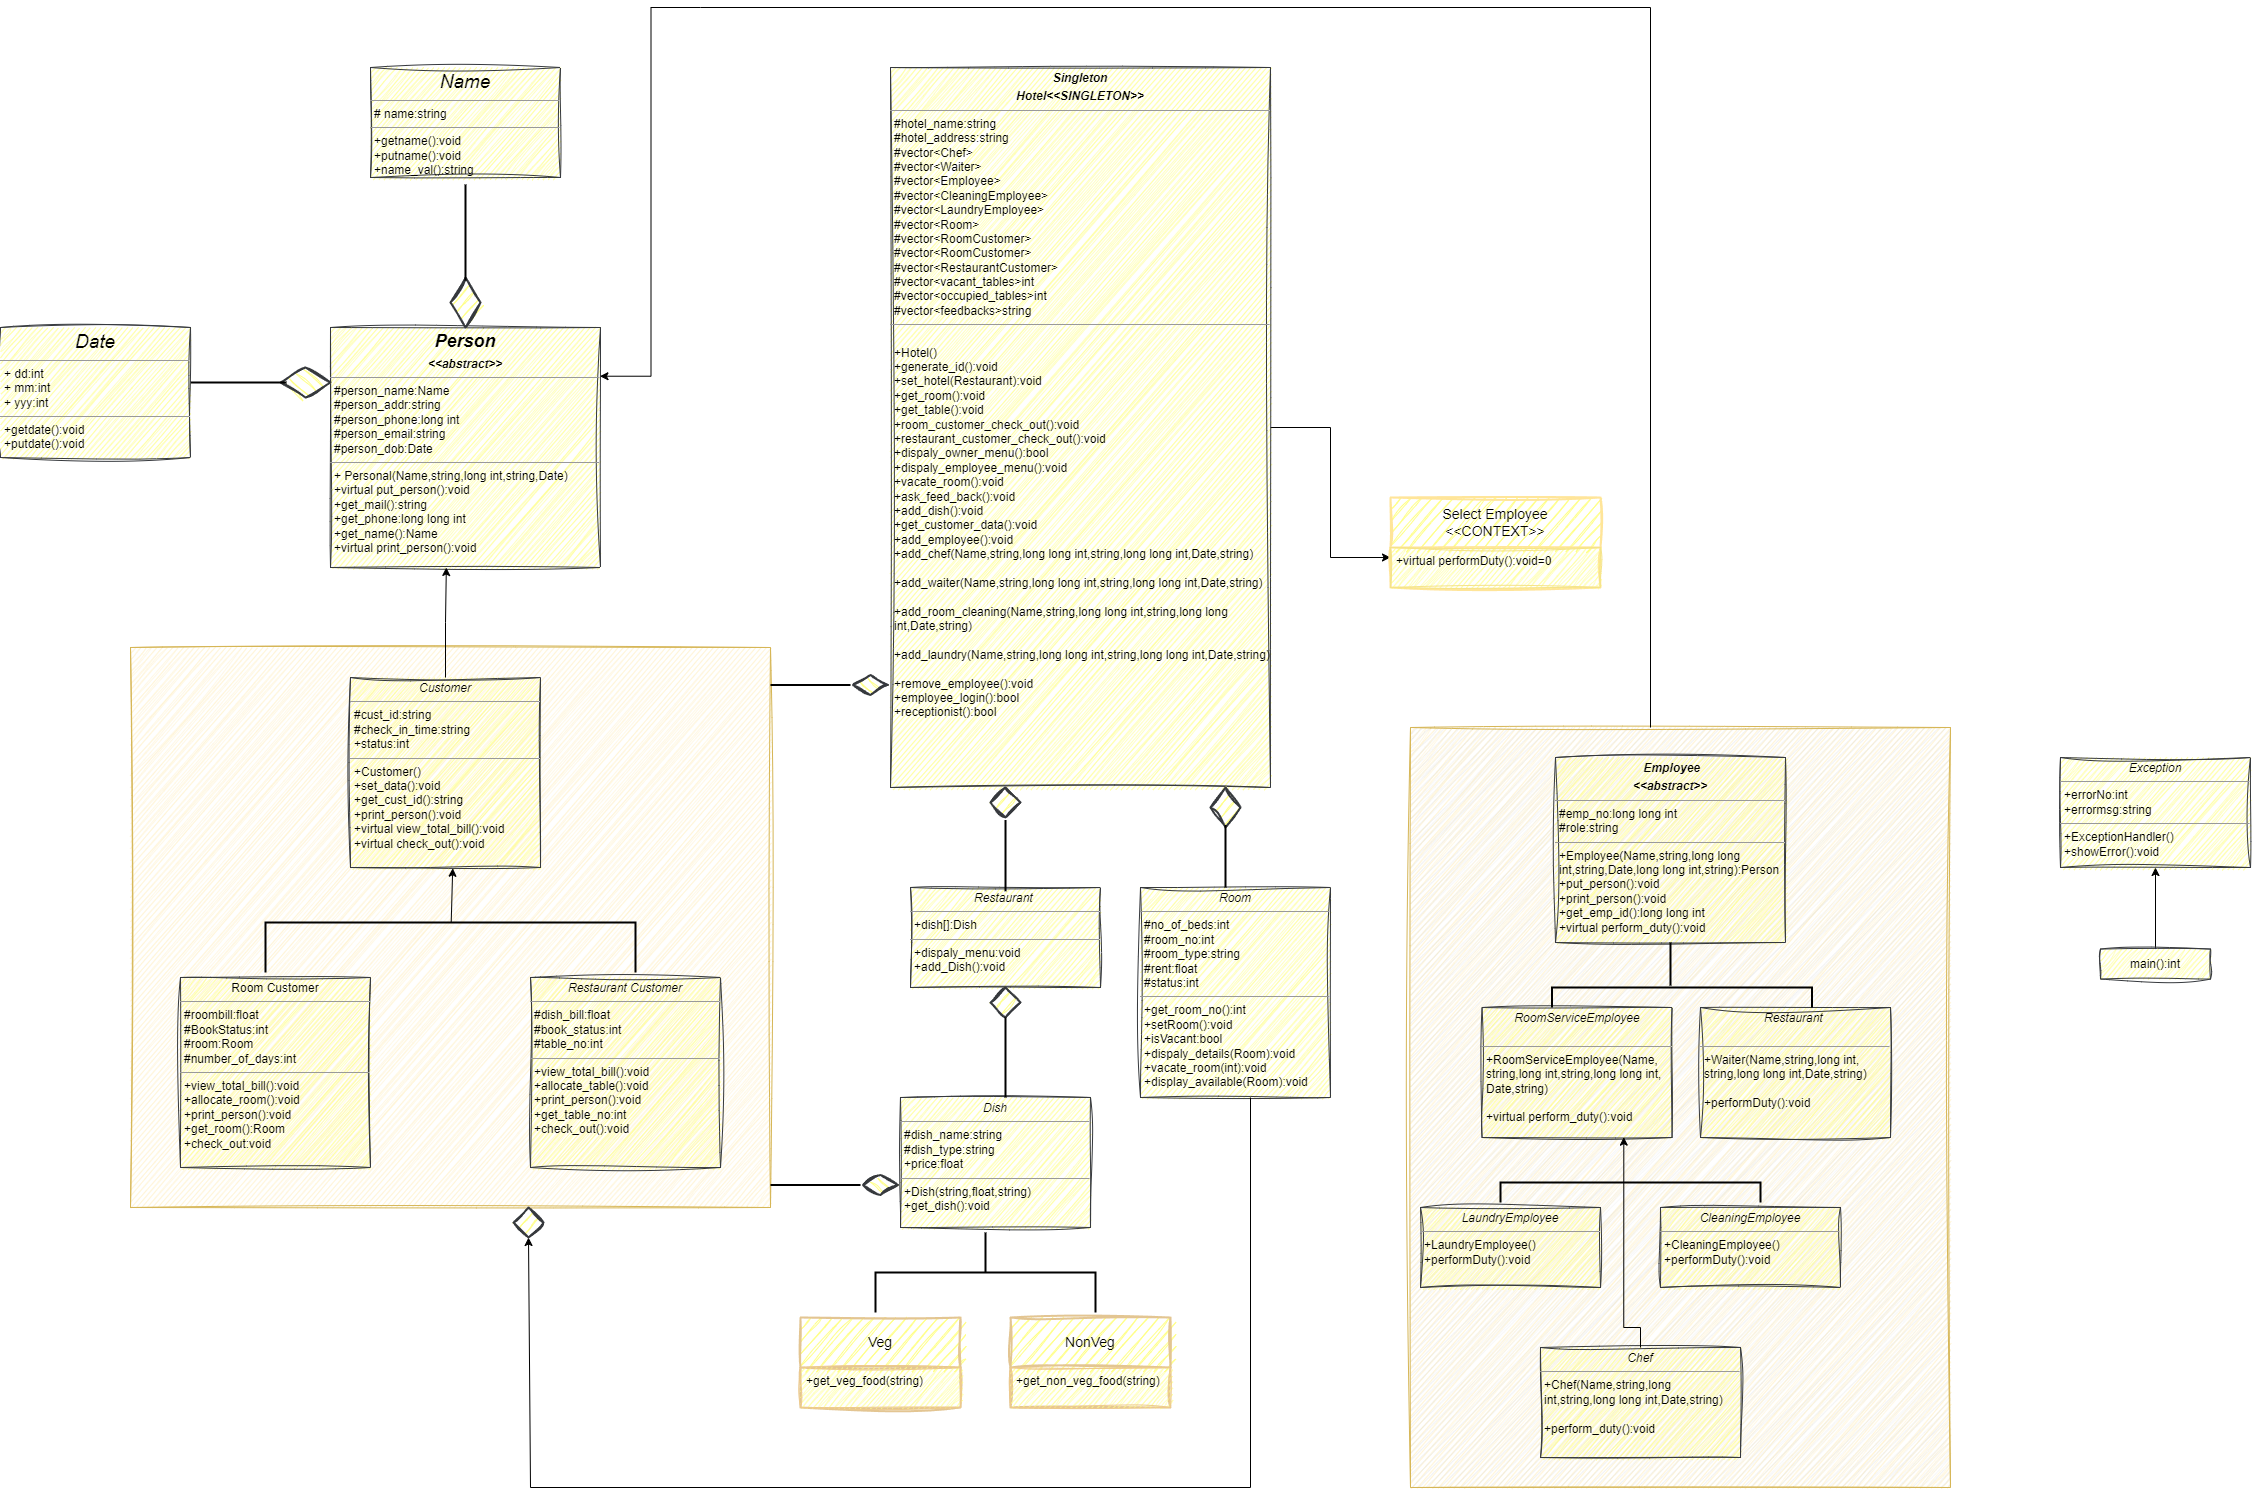 Name
# name:string
+getname():void
+putname():void
+name_val():string
Date
+ dd:int
+ mm:int
+ yyy:int
+getdate():void
+putdate():void
Person
<<abstract>>
#person_name:Name
#person_addr:string
#person_phone:long int
#person_email:string
#person_dob:Date
+ Personal(Name,string,long int,string,Date)
+virtual put_person():void
+get_mail():string
+get_phone:long long int
+get_name():Name
+virtual print_person():void
Singleton
Hotel<<SINGLETON>>
#hotel_name:string
#hotel_address:string
#vector<Chef>
#vector<Waiter>
#vector<Employee>
#vector<CleaningEmployee>
#vector<LaundryEmployee>
#vector<Room>
#vector<RoomCustomer>
#vector<RoomCustomer>
#vector<RestaurantCustomer>
#vector<vacant_tables>int
#vector<occupied_tables>int
#vector<feedbacks>string
+Hotel()
+generate_id():void
+set_hotel(Restaurant):void
+get_room():void
+get_table():void
+room_customer_check_out():void
+restaurant_customer_check_out():void
+dispaly_owner_menu():bool
+dispaly_employee_menu():void
+vacate_room():void
+ask_feed_back():void
+add_dish():void
+get_customer_data():void
+add_employee():void
+add_chef(Name,string,long long int,string,long long int,Date,string)
+add_waiter(Name,string,long long int,string,long long int,Date,string)
+add_room_cleaning(Name,string,long long int,string,long long
int,Date,string)
+add_laundry(Name,string,long long int,string,long long int,Date,string)
+remove_employee():void
+employee_login():bool
+receptionist():bool
Select Employee
<<CONTEXT>>
+virtual performDuty():void=0
Customer
#cust_id:string
#check_in_time:string
+status:int
+Customer()
+set_data():void
+get_cust_id():string
+print_person():void
+virtual view_total_bill():void
+virtual check_out():void
Room Customer
#roombill:float
#BookStatus:int
#room:Room
#number_of_days:int
+view_total_bill():void
+allocate_room():void
+print_person():void
+get_room():Room
+check_out:void
Restaurant Customer
#dish_bill:float
#book_status:int
#table_no:int
+view_total_bill():void
+allocate_table():void
+print_person():void
+get_table_no:int
+check_out():void
Restaurant
+dish[]:Dish
+dispaly_menu:void
+add_Dish():void
Room
#no_of_beds:int
#room_no:int
#room_type:string
#rent:float
#status:int
+get_room_no():int
+setRoom():void
+isVacant:bool
+dispaly_details(Room):void
+vacate_room(int):void
+display_available(Room):void
Dish
#dish_name:string
#dish_type:string
+price:float
+Dish(string,float,string)
+get_dish():void
Veg
+get_veg_food(string)
NonVeg
+get_non_veg_food(string)
Employee
<<abstract>>
#emp_no:long long int
#role:string
+Employee(Name,string,long long
int,string,Date,long long int,string):Person
+put_person():void
+print_person():void
+get_emp_id():long long int
+virtual perform_duty():void
RoomServiceEmployee
+RoomServiceEmployee(Name,
string,long int,string,long long int,
Date,string)
+virtual perform_duty():void
Restaurant
+Waiter(Name,string,long int,
string,long long int,Date,string)
+performDuty():void
LaundryEmployee
+LaundryEmployee()
+performDuty():void
CleaningEmployee
+CleaningEmployee()
+performDuty():void
Chef
+Chef(Name,string,long
int,string,long long int,Date,string)
+perform_duty():void
Exception
+errorNo:int
+errormsg:string
+ExceptionHandler()
+showError():void
main():int